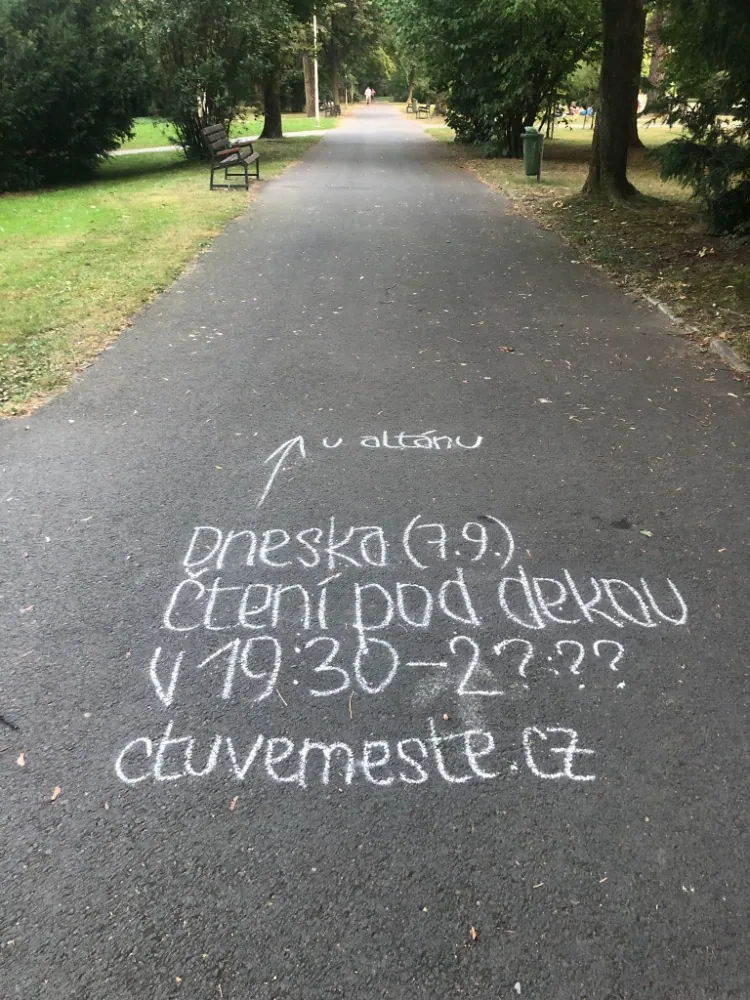 u altánu
Dneska (7.9.)
čtení pod dekou
v 19:30-2?:??
ctuvemeste.cz